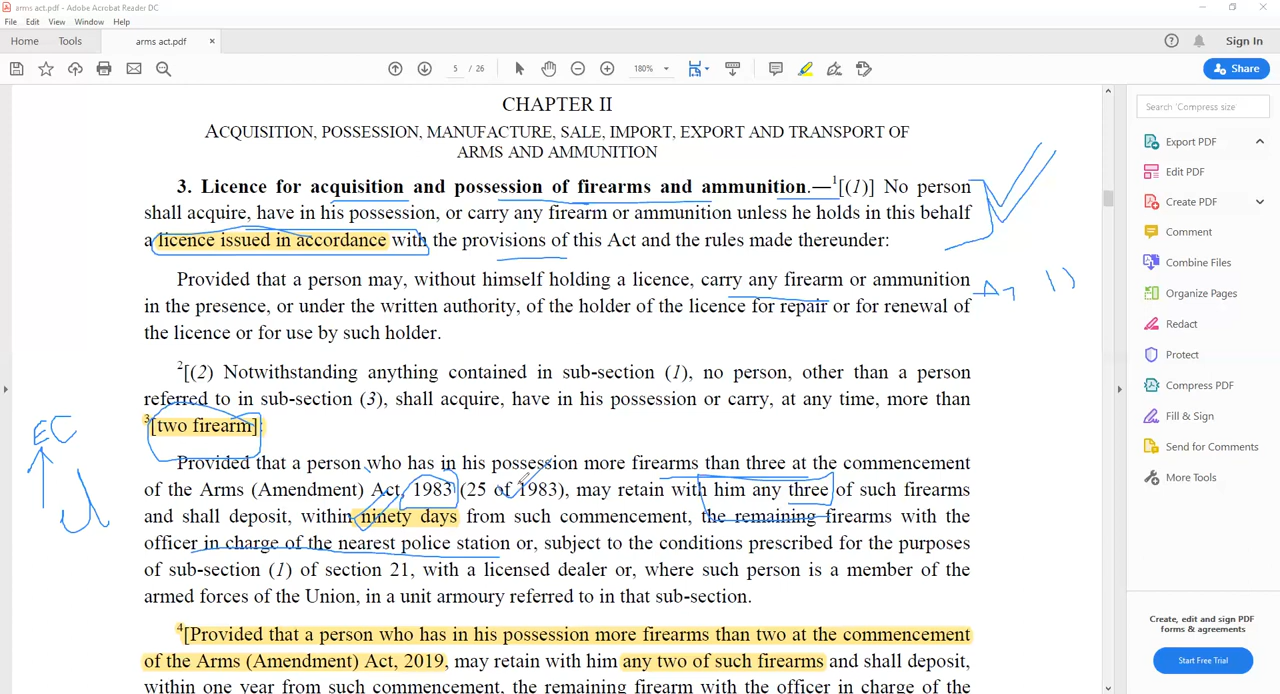 arms act.pdf - Adobe Acrobat Reader DC
File Edit View Window Help
Home Tools arms act.pdf × Sign In
5 / 26 180% Share
CHAPTER II
ACQUISITION, POSSESSION, MANUFACTURE, SALE, IMPORT, EXPORT AND TRANSPORT OF
ARMS AND AMMUNITION
3. Licence for acquisition and possession of firearms and ammunition.—1[(1)] No person
shall acquire, have in his possession, or carry any firearm or ammunition unless he holds in this behalf
a licence issued in accordance with the provisions of this Act and the rules made thereunder:
Provided that a person may, without himself holding a licence, carry any firearm or ammunition
in the presence, or under the written authority, of the holder of the licence for repair or for renewal of
the licence or for use by such holder.
2[(2) Notwithstanding anything contained in sub-section (1), no person, other than a person
referred to in sub-section (3), shall acquire, have in his possession or carry, at any time, more than
3[two firearm]:
EC
Provided that a person who has in his possession more firearms than three at the commencement
of the Arms (Amendment) Act, 1983 (25 of 1983), may retain with him any three of such firearms
and shall deposit, within ninety days from such commencement, the remaining firearms with the
officer in charge of the nearest police station or, subject to the conditions prescribed for the purposes
of sub-section (1) of section 21, with a licensed dealer or, where such person is a member of the
armed forces of the Union, in a unit armoury referred to in that sub-section.
4[Provided that a person who has in his possession more firearms than two at the commencement
of the Arms (Amendment) Act, 2019, may retain with him any two of such firearms and shall deposit,
within one year from such commencement, the remaining firearm with the officer in charge of the
Search 'Compress size'
Export PDF
Edit PDF
Create PDF
Comment
Combine Files
Organize Pages
Redact
Protect
Compress PDF
Fill & Sign
Send for Comments
More Tools
Create, edit and sign PDF
forms & agreements
Start Free Trial